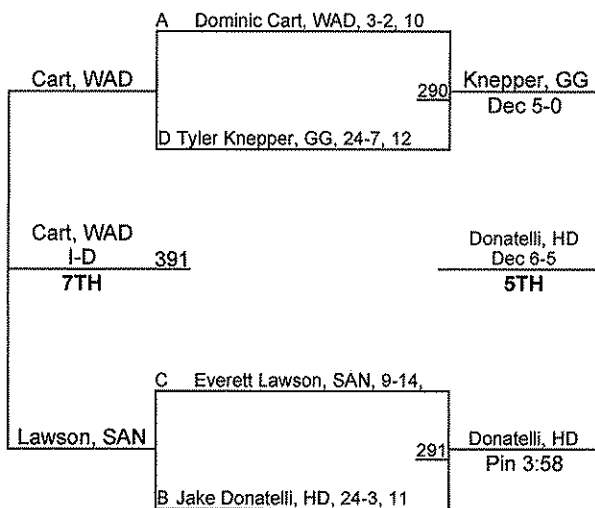 A Dominic Cart, WAD, 3-2, 10
Cart, WAD
290
Knepper, GG
Dec 5-0
D Tyler Knepper, GG, 24-7, 12
Cart, WAD
I-D
391
7TH
Donatelli, HD
Dec 6-5
5TH
C Everett Lawson, SAN, 9-14,
Lawson, SAN
291
Donatelli, HD
Pin 3:58
B Jake Donatelli, HD, 24-3, 11